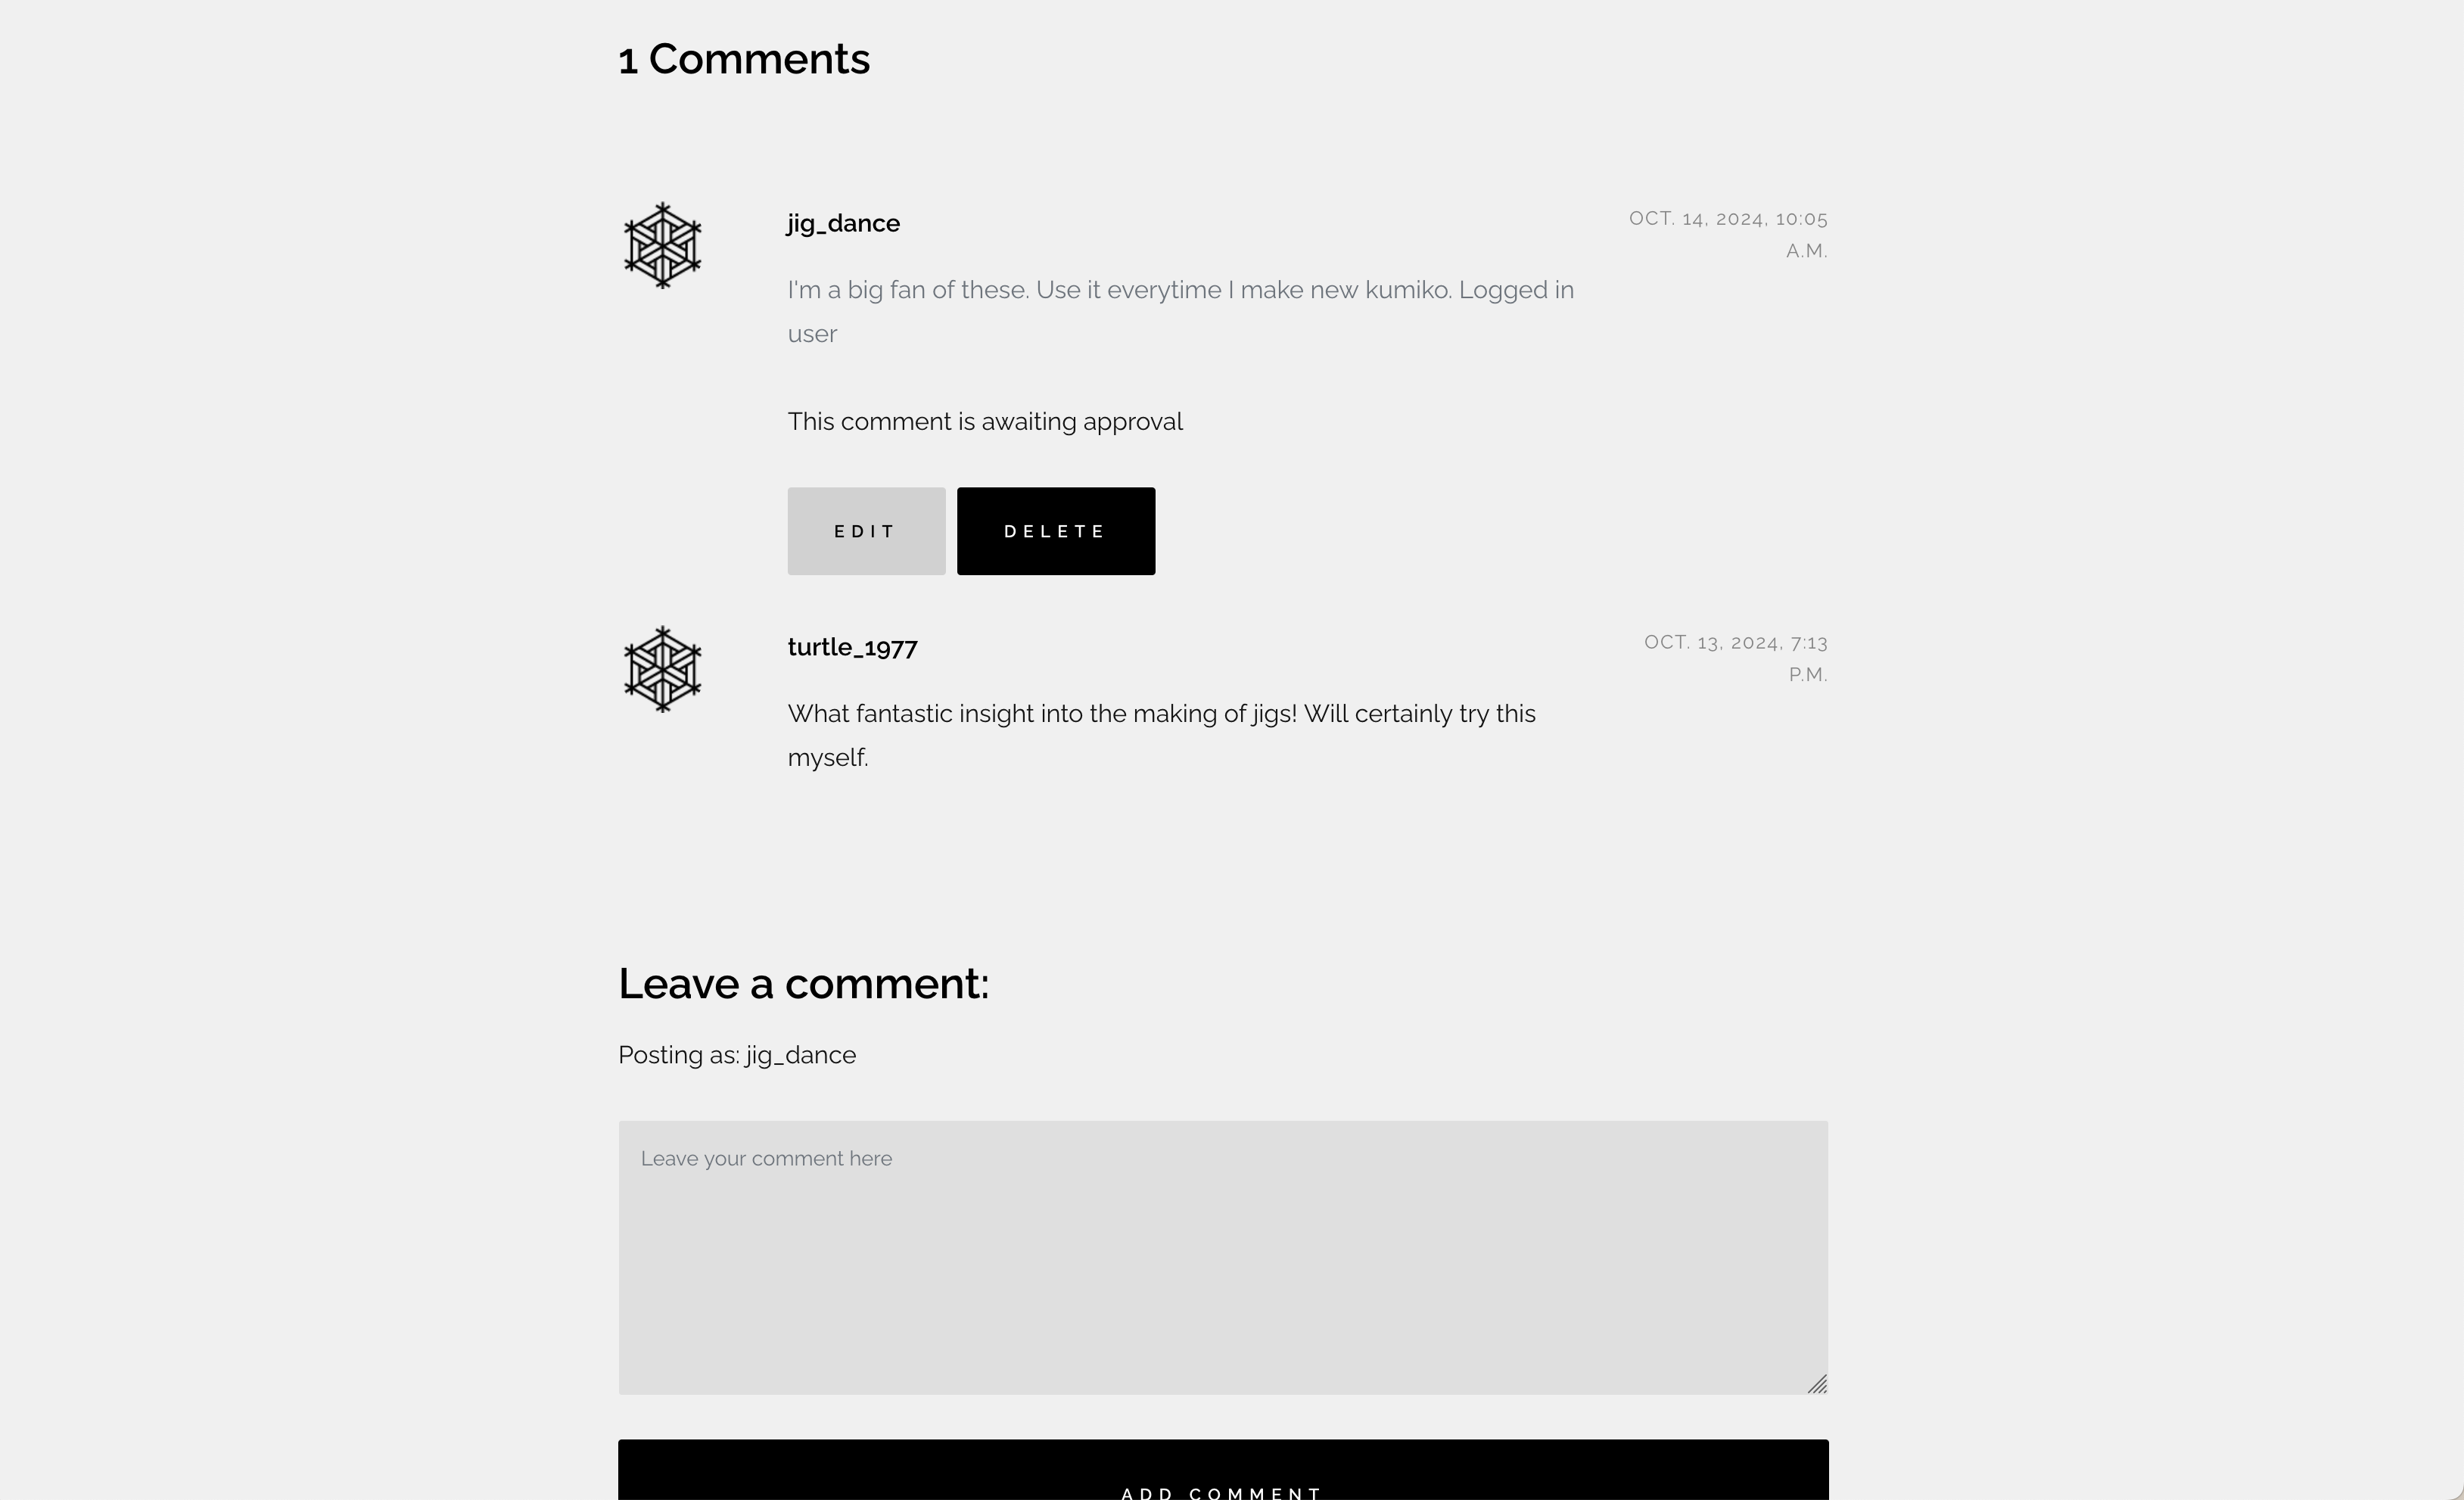 1 Comments
jig_dance
OCT. 14, 2024, 10:05
A.M.
I'm a big fan of these. Use it everytime I make new kumiko. Logged in
user
This comment is awaiting approval
EDIT
DELETE
turtle_1977
OCT. 13, 2024, 7:13
P.M.
What fantastic insight into the making of jigs! Will certainly try this
myself.
Leave a comment:
Posting as: jig_dance
Leave your comment here
ADD COMMENT